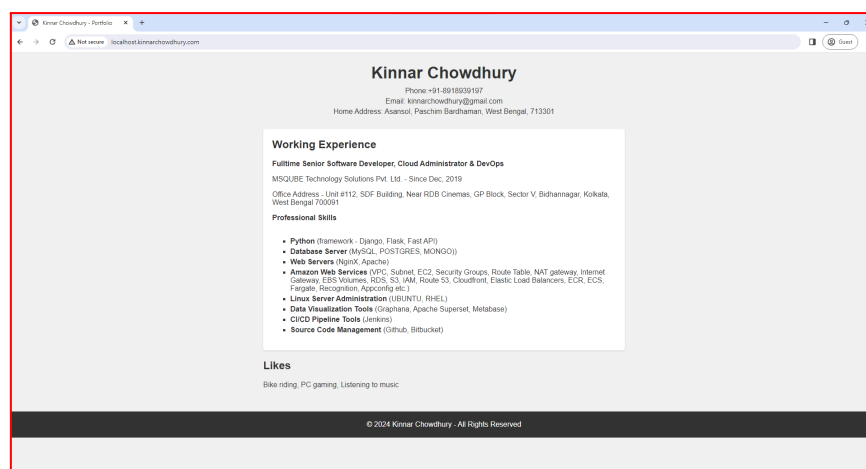 Kinnar Chowdhury - Portfolio
Not secure localhost.kinnarchowdhury.com
Guest
Kinnar Chowdhury
Phone:+91-8918939197
Email: kinnarchowdhury@gmail.com
Home Address: Asansol, Paschim Bardhaman, West Bengal, 713301
Working Experience
Fulltime Senior Software Developer, Cloud Administrator & DevOps
MSQUBE Technology Solutions Pvt. Ltd. - Since Dec, 2019
Office Address - Unit #112, SDF Building, Near RDB Cinemas, GP Block, Sector V, Bidhannagar, Kolkata,
West Bengal 700091
Professional Skills
Python (framework - Django, Flask, Fast API)
Database Server (MySQL, POSTGRES, MONGO))
Web Servers (NginX, Apache)
Amazon Web Services (VPC, Subnet, EC2, Security Groups, Route Table, NAT gateway, Internet
Gateway, EBS Volumes, RDS, S3, IAM, Route 53, Cloudfront, Elastic Load Balancers, ECR, ECS,
Fargate, Recognition, Appconfig etc.)
Linux Server Administration (UBUNTU, RHEL)
Data Visualization Tools (Graphana, Apache Superset, Metabase)
CI/CD Pipeline Tools (Jenkins)
Source Code Management (Github, Bitbucket)
Likes
Bike riding, PC gaming, Listening to music
© 2024 Kinnar Chowdhury - All Rights Reserved